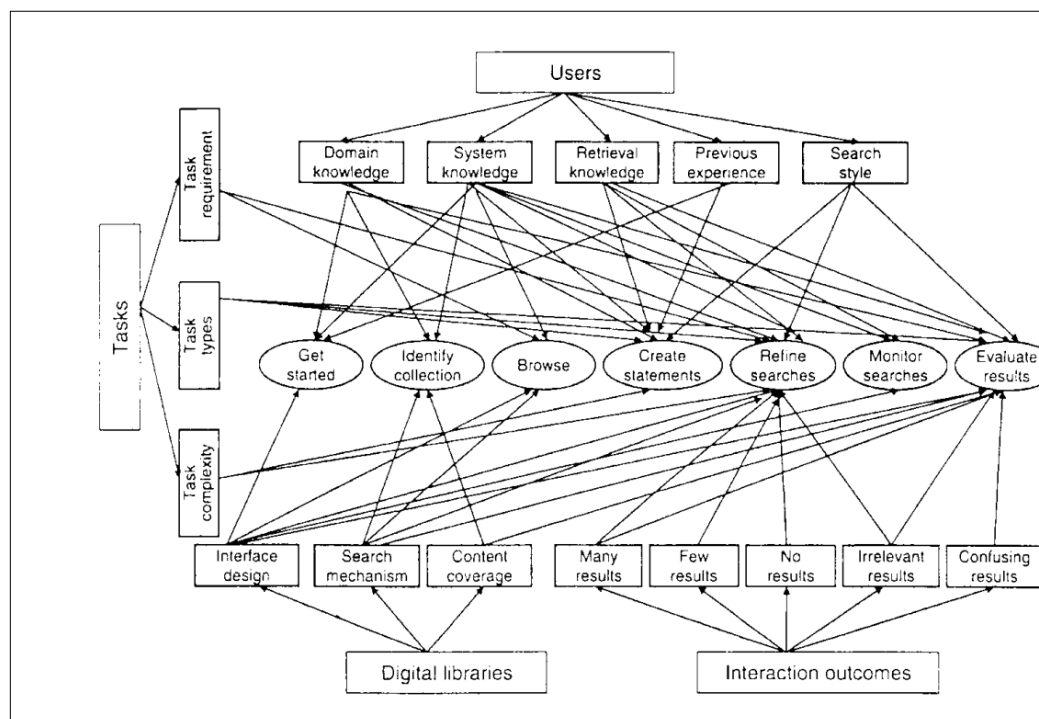 Users
Domain
knowledge
System
knowledge
Retrieval
knowledge
Previous
experience
Search
style
Tasks
Task
requirement
Task
types
Task
complexity
Get
started
Identify
collection
Browse
Create
statements
Refine
searches
Monitor
searches
Evaluate
results
Interface
design
Search
mechanism
Content
coverage
Many
results
Few
results
No
results
Irrelevant
results
Confusing
results
Digital libraries
Interaction outcomes